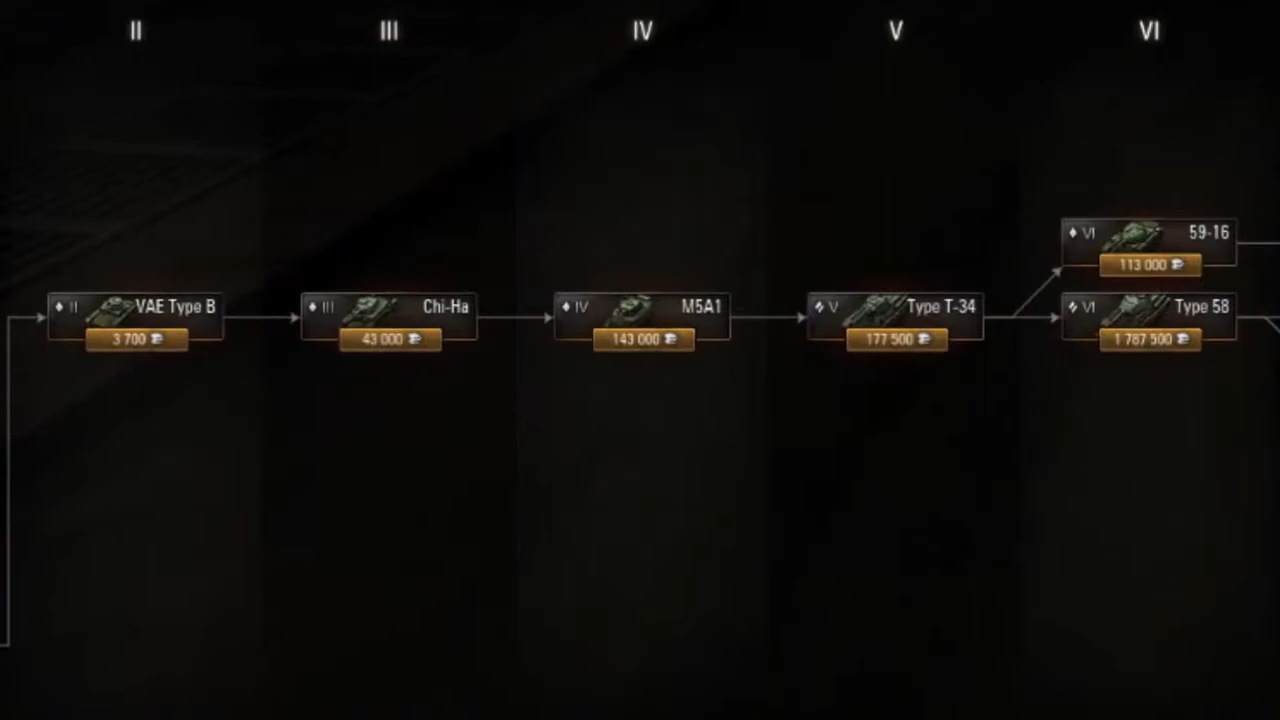 II III IV V VI
VI 59-16
113 000
II VAE Type B
3 700
III Chi-Ha
43 000
IV M5A1
143 000
V Type T-34
177 500
VI Type 58
1 787 500